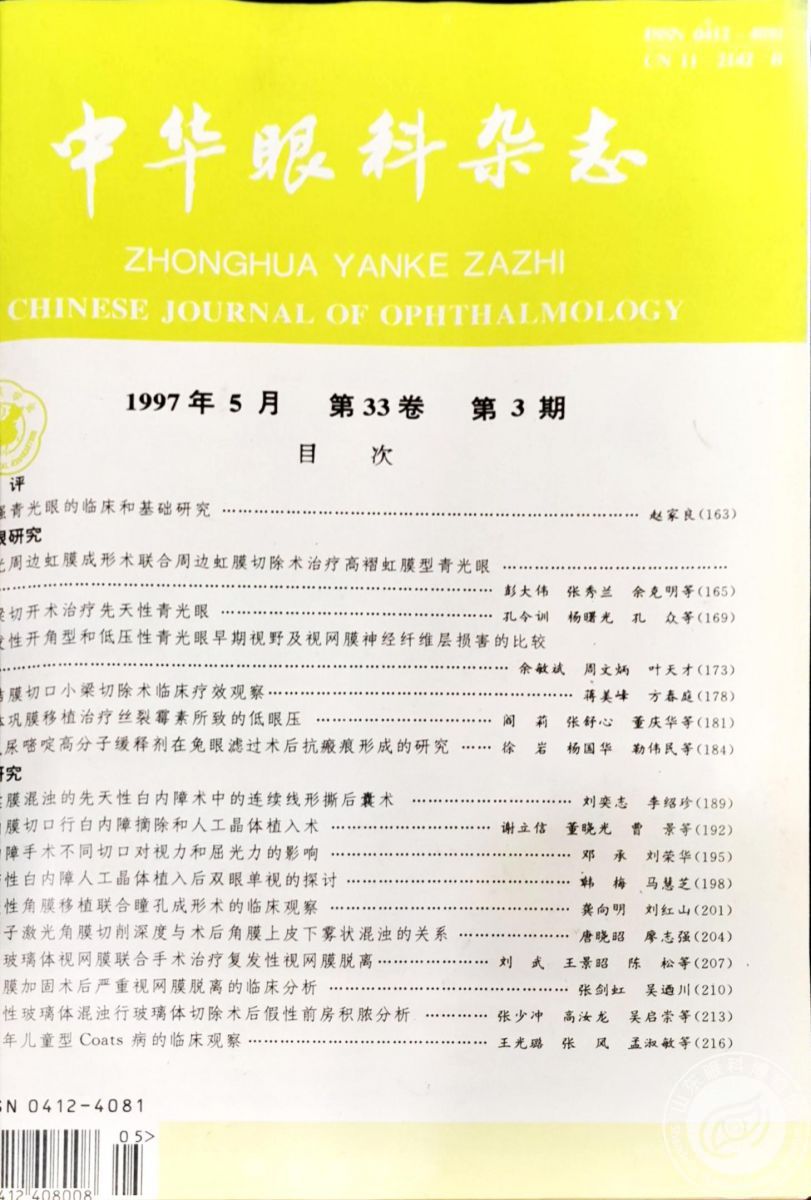 ISSN 0412-4081
CN 11-2142-R
中华眼科杂志
ZHONGHUA YANKE ZAZHI
CHINESE JOURNAL OF OPHTHALMOLOGY
1997年5月 第33卷 第3期
目 次
评
青光眼的临床和基础研究 …… 赵家良(163)
研究
周边虹膜成形术联合周边虹膜切除术治疗高褶虹膜型青光眼 ……
…… 彭大伟 张秀兰 余克明等(165)
梁切开术治疗先天性青光眼 …… 孔令训 杨曙光 孔 众等(169)
性开角型和低压性青光眼早期视野及视网膜神经纤维层损害的比较
…… 余敏斌 周文炳 叶天才(173)
膜切口小梁切除术临床疗效观察 …… 蒋美峰 方春庭(178)
巩膜移植治疗丝裂霉素所致的低眼压 …… 阎 莉 张舒心 董庆华等(181)
尿嘧啶高分子缓释剂在兔眼滤过术后抗瘢痕形成的研究 …… 徐 岩 杨国华 勒伟民等(184)
研究
膜混浊的先天性白内障术中的连续线形撕后囊术 …… 刘奕志 李绍珍(189)
膜切口行白内障摘除和人工晶体植入术 …… 谢立信 董晓光 曹 景等(192)
障手术不同切口对视力和屈光力的影响 …… 邓 承 刘荣华(195)
性白内障人工晶体植入后双眼单视的探讨 …… 韩 梅 马慧芝(198)
性角膜移植联合瞳孔成形术的临床观察 …… 龚向明 刘红山(201)
子激光角膜切削深度与术后角膜上皮下雾状混浊的关系 …… 唐晓昭 廖志强(204)
玻璃体视网膜联合手术治疗复发性视网膜脱离 …… 刘 武 王景昭 陈 松等(207)
膜加固术后严重视网膜脱离的临床分析 …… 张剑虹 吴迺川(210)
性玻璃体混浊行玻璃体切除术后假性前房积脓分析 …… 张少冲 高汝龙 吴启崇等(213)
年儿童型 Coats 病的临床观察 …… 王光璐 张 风 孟淑敏等(216)
SN 0412-4081
05>
412 408008